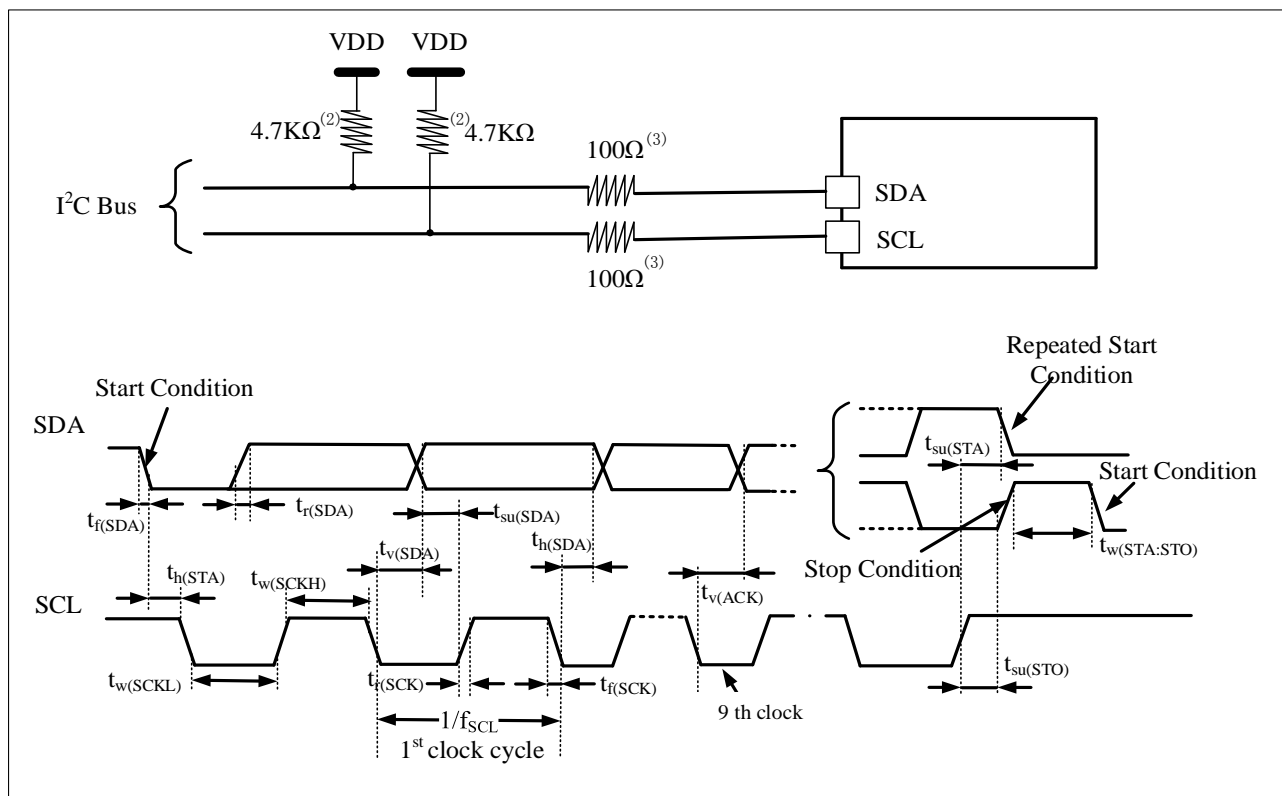 VDD VDD
4.7KΩ(2) (2)4.7KΩ
100Ω(3)
I2C Bus
SDA
SCL
100Ω(3)
Repeated Start
Condition
Start Condition
SDA
tsu(STA)
Start Condition
tf(SDA)
tr(SDA)
tsu(SDA)
tv(SDA)
th(SDA)
tw(STA:STO)
Stop Condition
th(STA)
tw(SCKH)
tv(ACK)
SCL
tw(SCKL)
tr(SCK)
tf(SCK)
tsu(STO)
9 th clock
1/fSCL
1st clock cycle